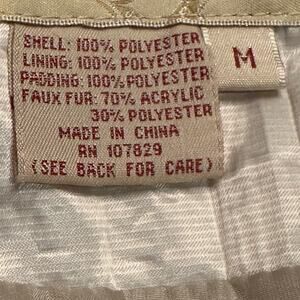 SHELL: 100% POLYESTER
LINING: 100% POLYESTER
PADDING: 100% POLYESTER
FAUX FUR: 70% ACRYLIC
30% POLYESTER
MADE IN CHINA
RN 107829
(SEE BACK FOR CARE)
M